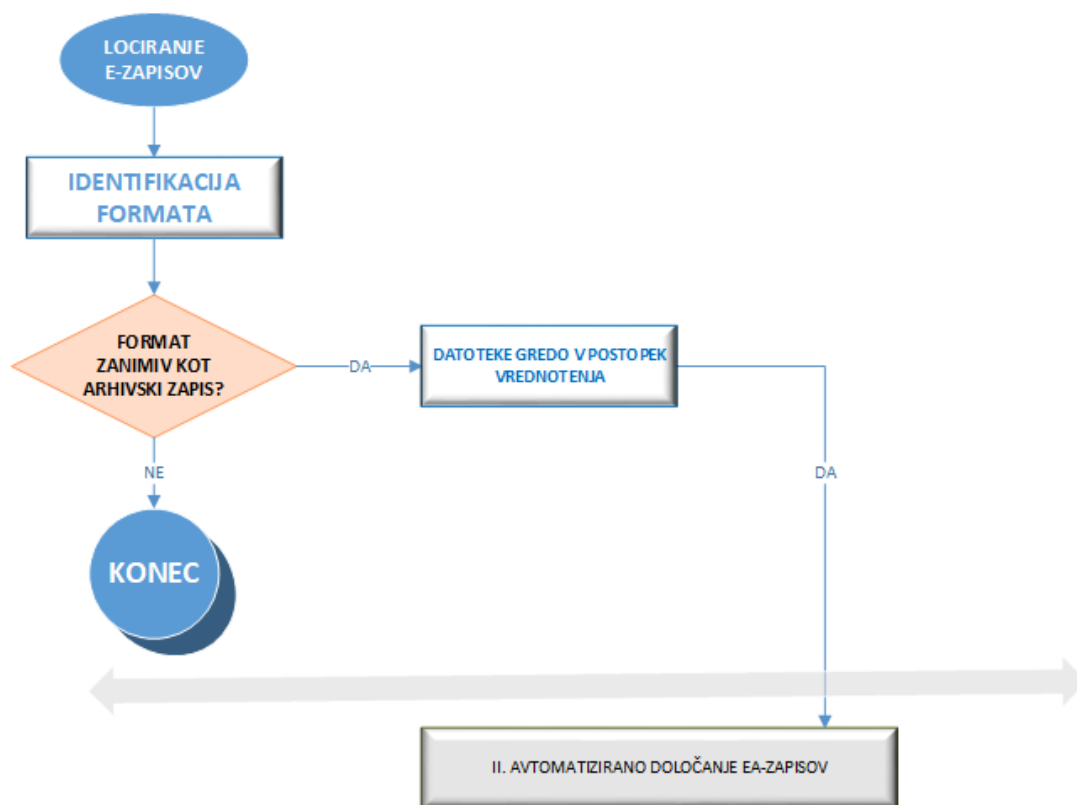 LOCIRANJE
E-ZAPISOV
IDENTIFIKACIJA
FORMATA
FORMAT
ZANIMIV KOT
ARHIVSKI ZAPIS?
DA
DATOTEKE GREDO V POSTOPEK
VREDNOTENJA
NE
DA
KONEC
II. AVTOMATIZIRANO DOLOČANJE EA-ZAPISOV